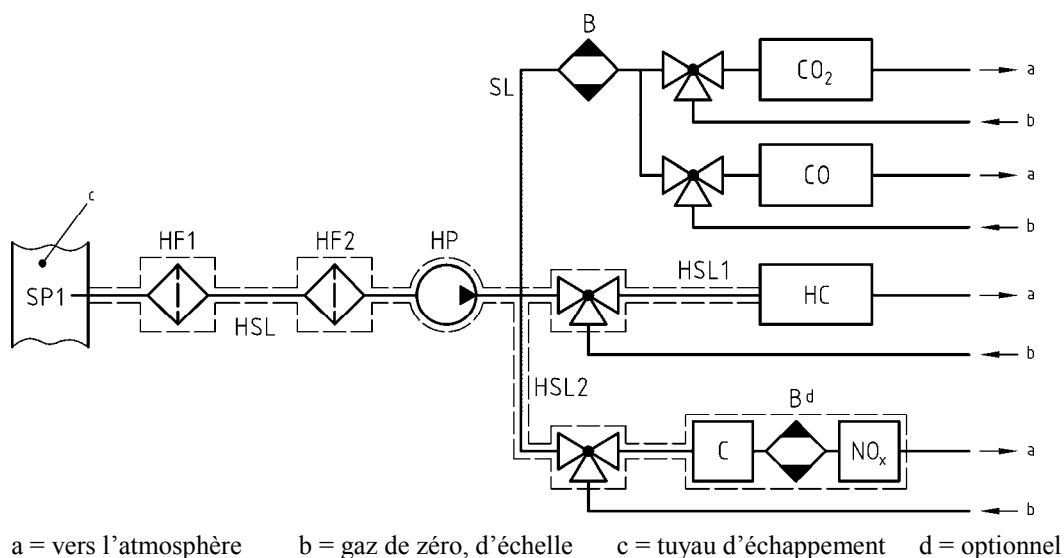 B
SL
CO₂
a
b
c
CO
a
b
HF1
HF2
HP
SP1
HSL
HSL1
HC
a
b
HSL2
B d
C
NOₓ
a
b
a = vers l’atmosphère b = gaz de zéro, d’échelle c = tuyau d’échappement d = optionnel